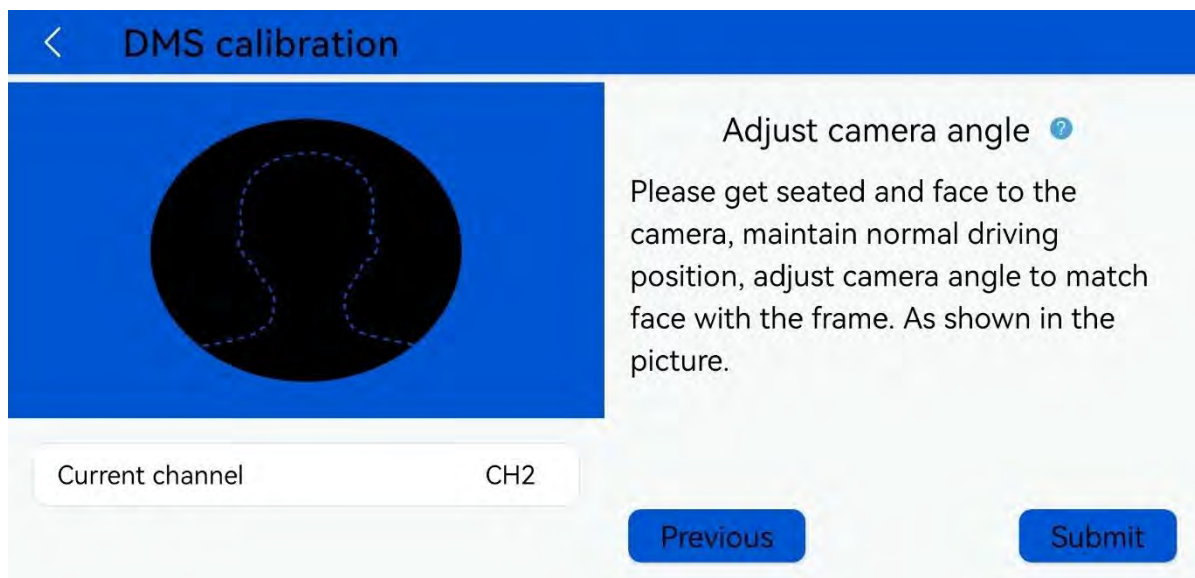 DMS calibration
Adjust camera angle ?
Please get seated and face to the
camera, maintain normal driving
position, adjust camera angle to match
face with the frame. As shown in the
picture.
Current channel CH2
Previous Submit